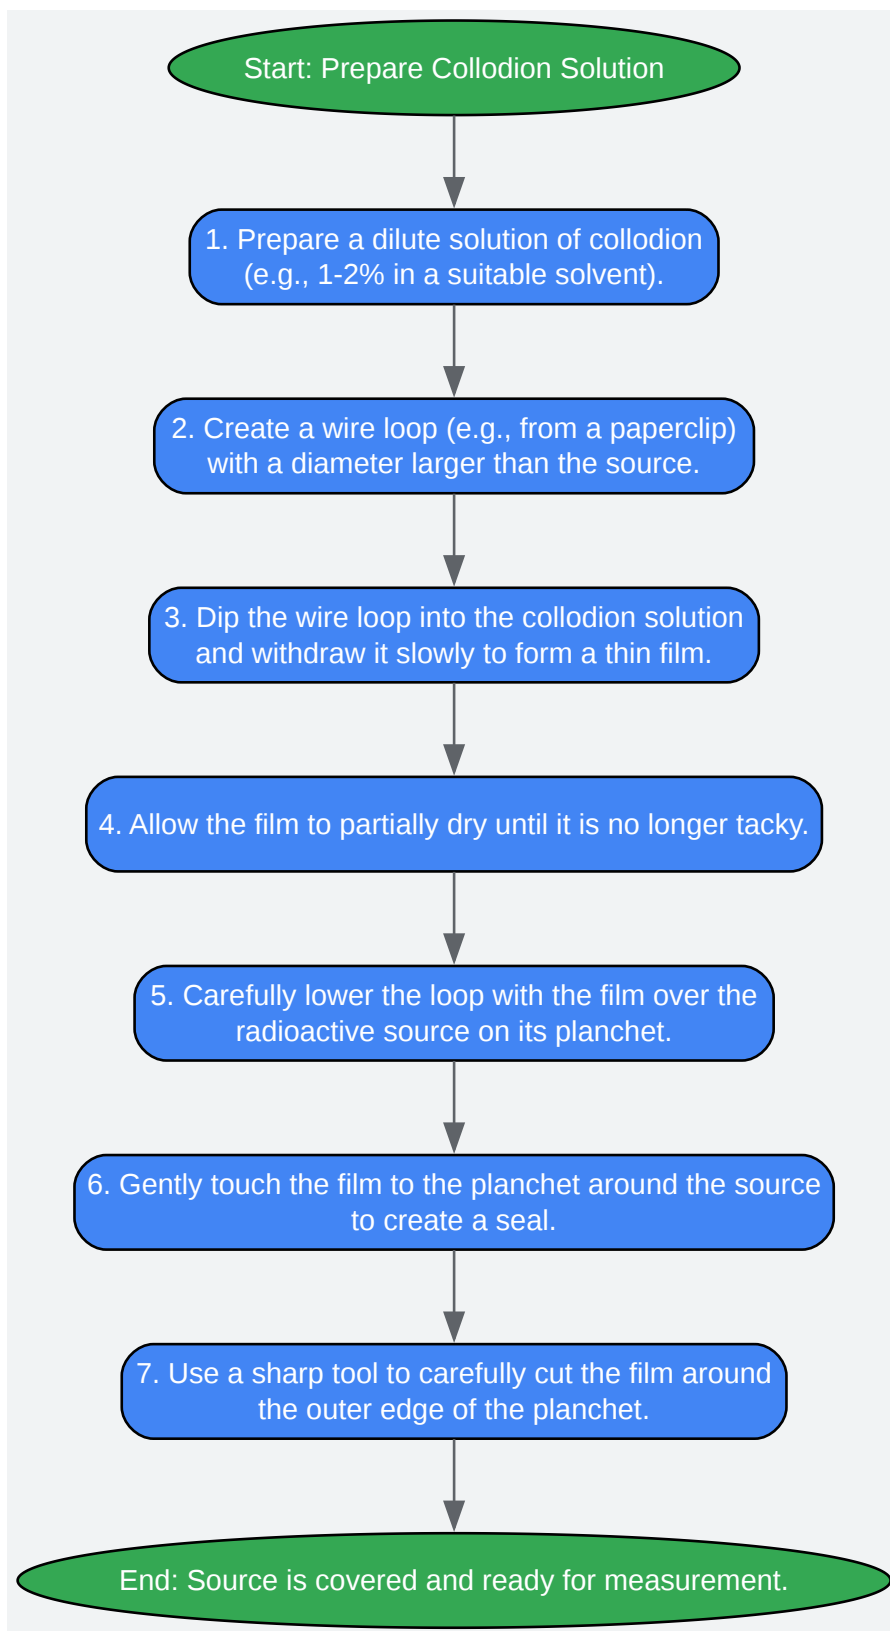 Start: Prepare Collodion Solution
1. Prepare a dilute solution of collodion
(e.g., 1-2% in a suitable solvent).
2. Create a wire loop (e.g., from a paperclip)
with a diameter larger than the source.
3. Dip the wire loop into the collodion solution
and withdraw it slowly to form a thin film.
4. Allow the film to partially dry until it is no longer tacky.
5. Carefully lower the loop with the film over the
radioactive source on its planchet.
6. Gently touch the film to the planchet around the source
to create a seal.
7. Use a sharp tool to carefully cut the film around
the outer edge of the planchet.
End: Source is covered and ready for measurement.